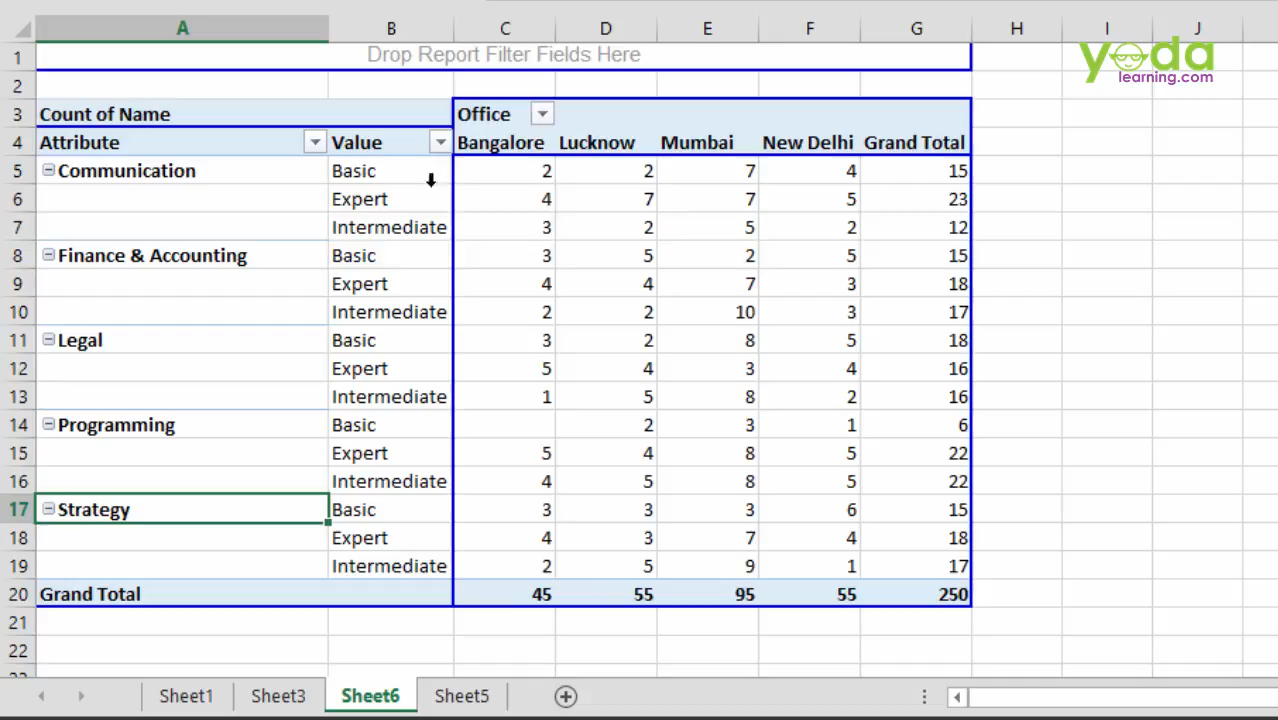 A B C D E F G H I J
1 Drop Report Filter Fields Here
yoda
learning.com
2
3 Count of Name Office
4 Attribute Value Bangalore Lucknow Mumbai New Delhi Grand Total
5 Communication Basic 2 2 7 4 15
6 Expert 4 7 7 5 23
7 Intermediate 3 2 5 2 12
8 Finance & Accounting Basic 3 5 2 5 15
9 Expert 4 4 7 3 18
10 Intermediate 2 2 10 3 17
11 Legal Basic 3 2 8 5 18
12 Expert 5 4 3 4 16
13 Intermediate 1 5 8 2 16
14 Programming Basic 2 3 1 6
15 Expert 5 4 8 5 22
16 Intermediate 4 5 8 5 22
17 Strategy Basic 3 3 3 6 15
18 Expert 4 3 7 4 18
19 Intermediate 2 5 9 1 17
20 Grand Total 45 55 95 55 250
21
22
Sheet1 Sheet3 Sheet6 Sheet5